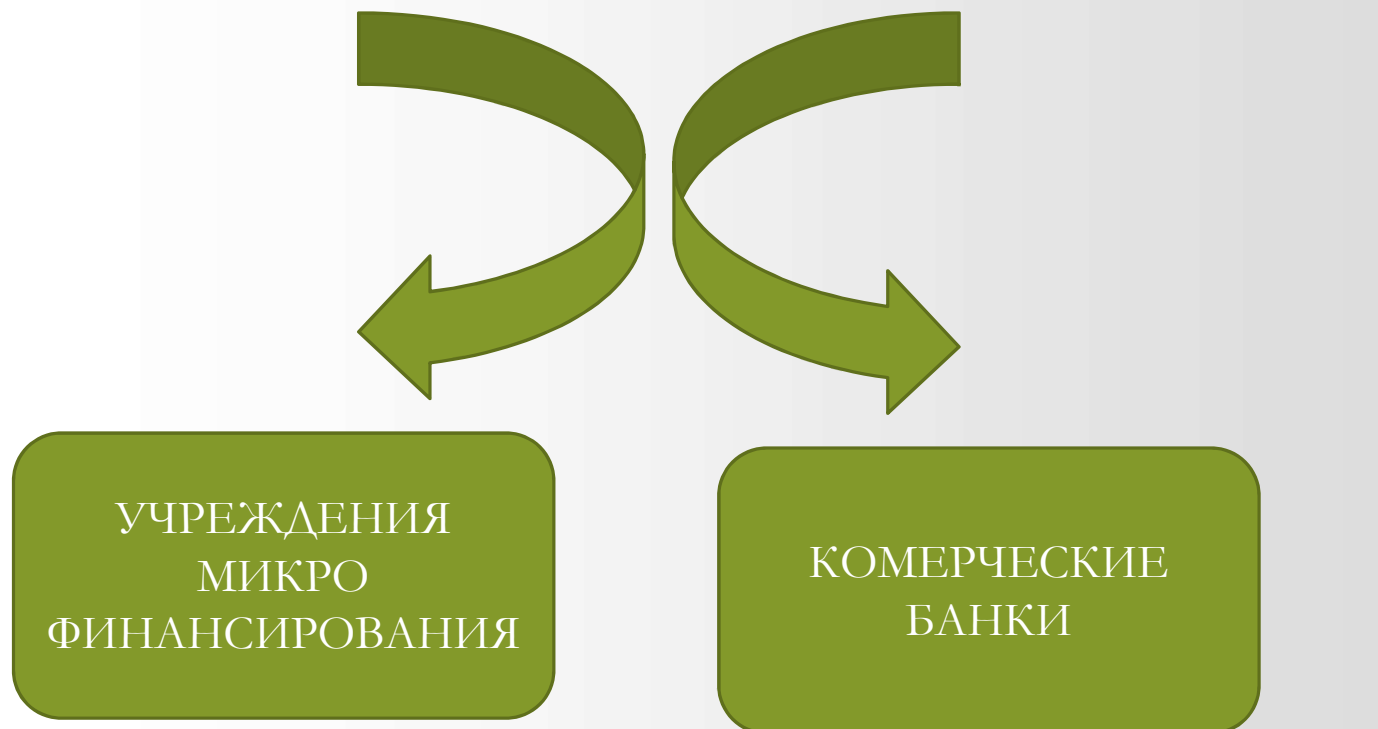 УЧРЕЖДЕНИЯ
МИКРО
ФИНАНСИРОВАНИЯ
КОМЕРЧЕСКИЕ
БАНКИ